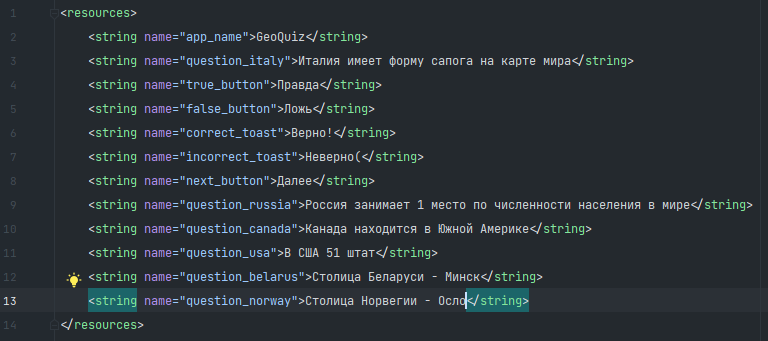 1 <resources>
2 <string name="app_name">GeoQuiz</string>
3 <string name="question_italy">Италия имеет форму сапога на карте мира</string>
4 <string name="true_button">Правда</string>
5 <string name="false_button">Ложь</string>
6 <string name="correct_toast">Верно!</string>
7 <string name="incorrect_toast">Неверно(</string>
8 <string name="next_button">Далее</string>
9 <string name="question_russia">Россия занимает 1 место по численности населения в мире</string>
10 <string name="question_canada">Канада находится в Южной Америке</string>
11 <string name="question_usa">В США 51 штат</string>
12 <string name="question_belarus">Столица Беларуси - Минск</string>
13 <string name="question_norway">Столица Норвегии - Осло</string>
14 </resources>